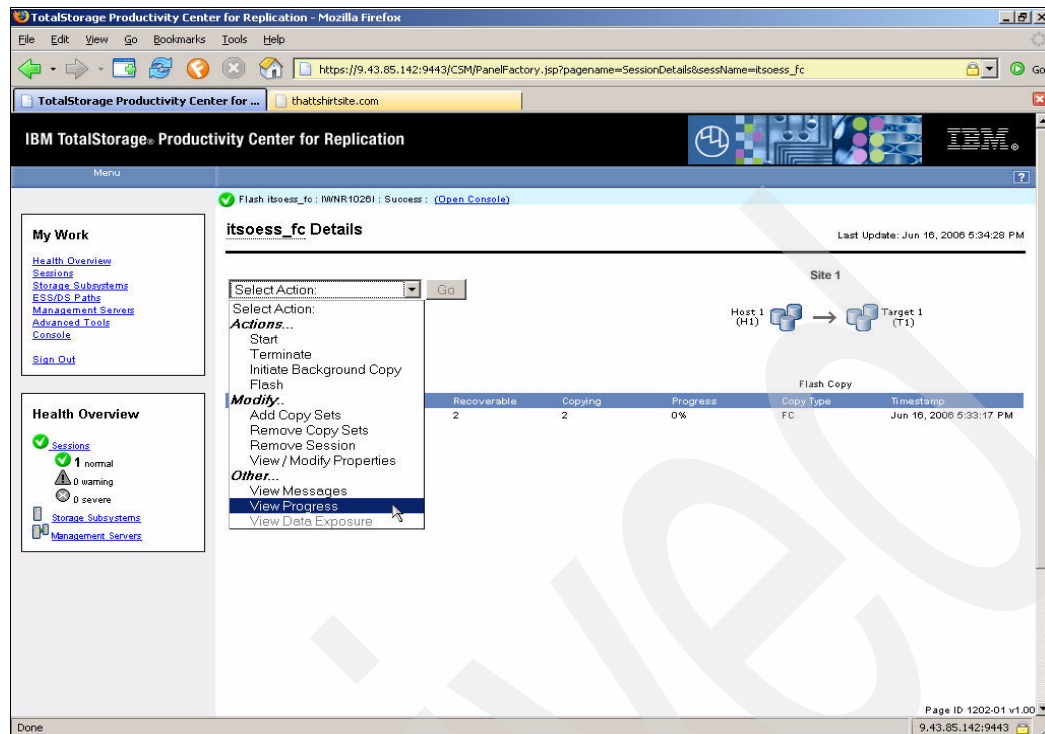 TotalStorage Productivity Center for Replication - Mozilla Firefox
File Edit View Go Bookmarks Tools Help
https://9.43.85.142:9443/CSM/PanelFactory.jsp?pagename=SessionDetails&sessName=itsoess_fc
Go
TotalStorage Productivity Center for ...
thattshirtsite.com
IBM TotalStorage® Productivity Center for Replication
IBM®
Menu
?
Flash itsoess_fc : IWNR1026I : Success : (Open Console)
My Work
Health Overview
Sessions
Storage Subsystems
ESS/DS Paths
Management Servers
Advanced Tools
Console
Sign Out
Health Overview
Sessions
1 normal
0 warning
0 severe
Storage Subsystems
Management Servers
itsoess_fc Details
Last Update: Jun 16, 2006 5:34:28 PM
Select Action:
Go
Select Action:
Actions...
Start
Terminate
Initiate Background Copy
Flash
Modify..
Add Copy Sets
Remove Copy Sets
Remove Session
View / Modify Properties
Other...
View Messages
View Progress
View Data Exposure
Site 1
Host 1
(H1)
Target 1
(T1)
Flash Copy
Recoverable Copying Progress Copy Type Timestamp
2 2 0% FC Jun 16, 2006 5:33:17 PM
Page ID 1202-01 v1.00
Done
9.43.85.142:9443